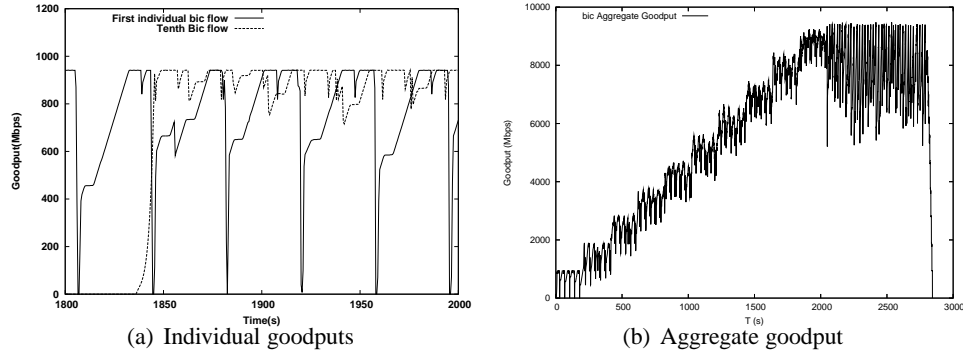 First individual bic flow
Tenth Bic flow
1200
1000
800
600
400
200
0
Goodput(Mbps)
1800
1850
1900
1950
2000
Time(s)
(a) Individual goodputs
bic Aggregate Goodput
10000
8000
6000
4000
2000
0
Goodput (Mbps)
0
500
1000
1500
2000
2500
3000
T (s)
(b) Aggregate goodput